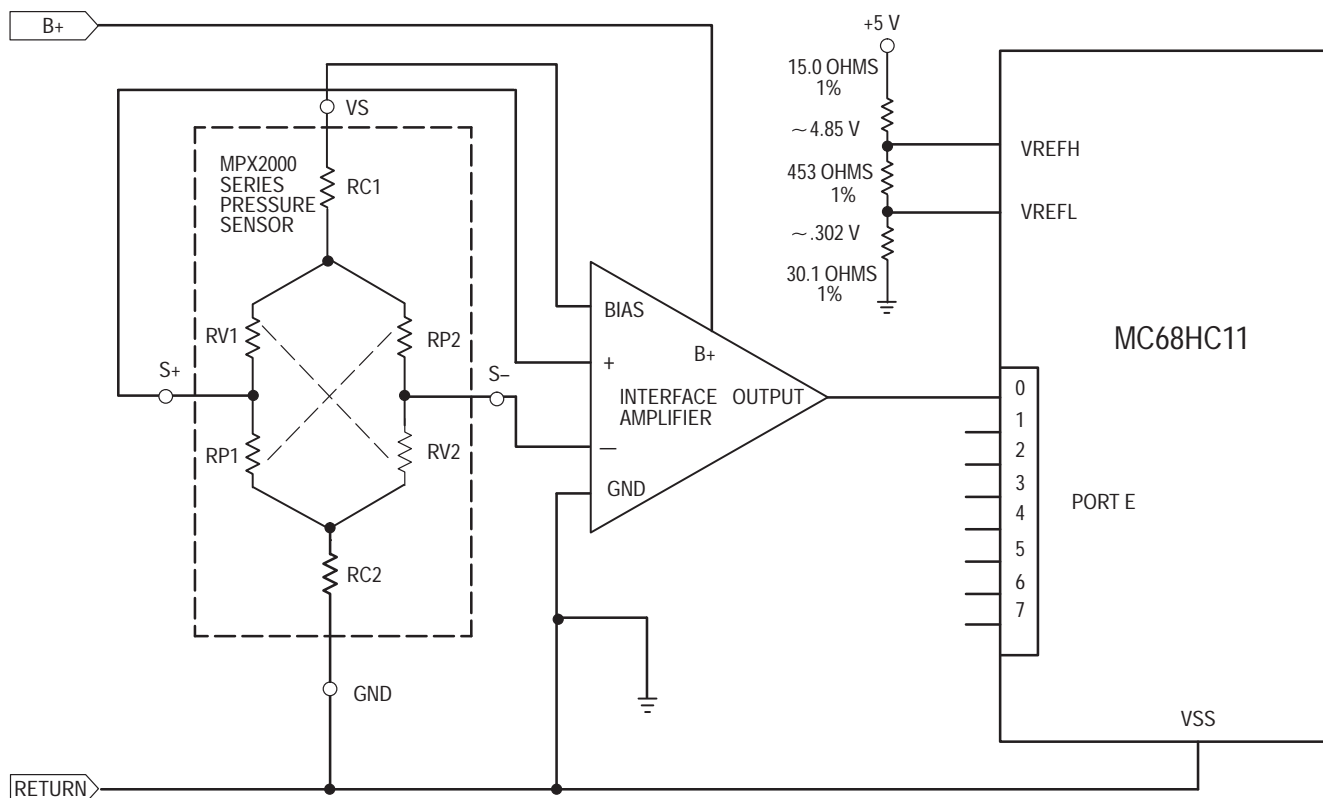 B+
+5 V
15.0 OHMS
1%
VS
~4.85 V
VREFH
MPX2000
SERIES
PRESSURE
SENSOR
RC1
453 OHMS
1%
VREFL
~.302 V
30.1 OHMS
1%
BIAS
RV1
RP2
B+
MC68HC11
S+
S–
+
INTERFACE
AMPLIFIER
OUTPUT
0
1
2
3
4
5
6
7
RP1
RV2
—
GND
PORT E
RC2
GND
VSS
RETURN